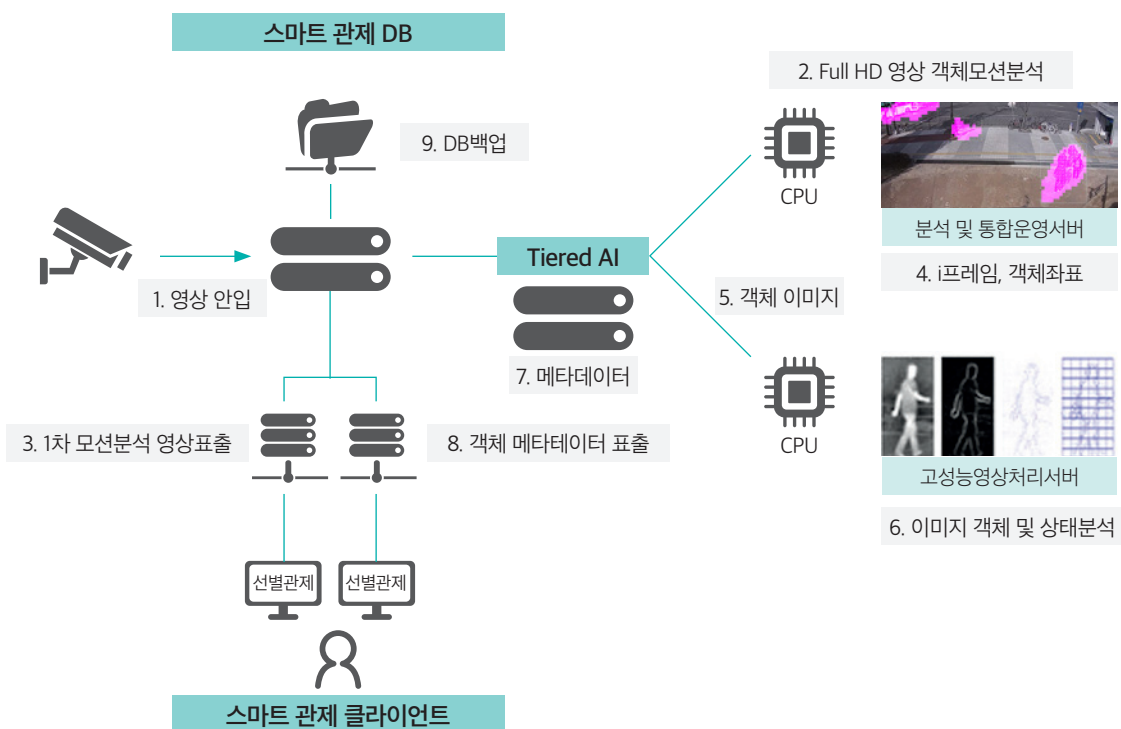 스마트 관제 DB
2. Full HD 영상 객체모션분석
9. DB백업
CPU
분석 및 통합운영서버
Tiered AI
4. i프레임, 객체좌표
1. 영상 안입
5. 객체 이미지
7. 메타데이터
3. 1차 모션분석 영상표출
8. 객체 메타테이터 표출
CPU
고성능영상처리서버
6. 이미지 객체 및 상태분석
선별관제
선별관제
스마트 관제 클라이언트